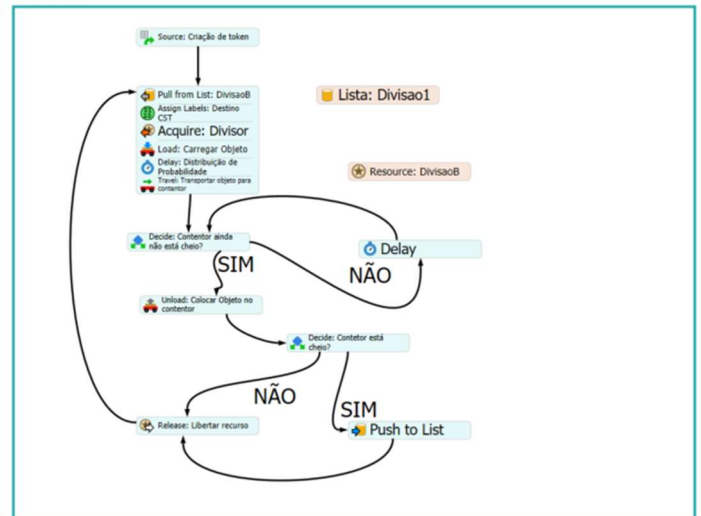 Source: Criação de token
Pull from List: DivisaoB
Assign Labels: Destino
CST
Acquire: Divisor
Load: Carregar Objeto
Delay: Distribuição de
Probabilidade
Travel: Transportar objeto para
contantor
Lista: Divisao1
Resource: DivisaoB
Decide: Contentor ainda
não está cheio?
Delay
SIM
NÃO
Unload: Colocar Objeto no
contentor
Decide: Contetor está
cheio?
NÃO
SIM
Release: Libertar recurso
Push to List